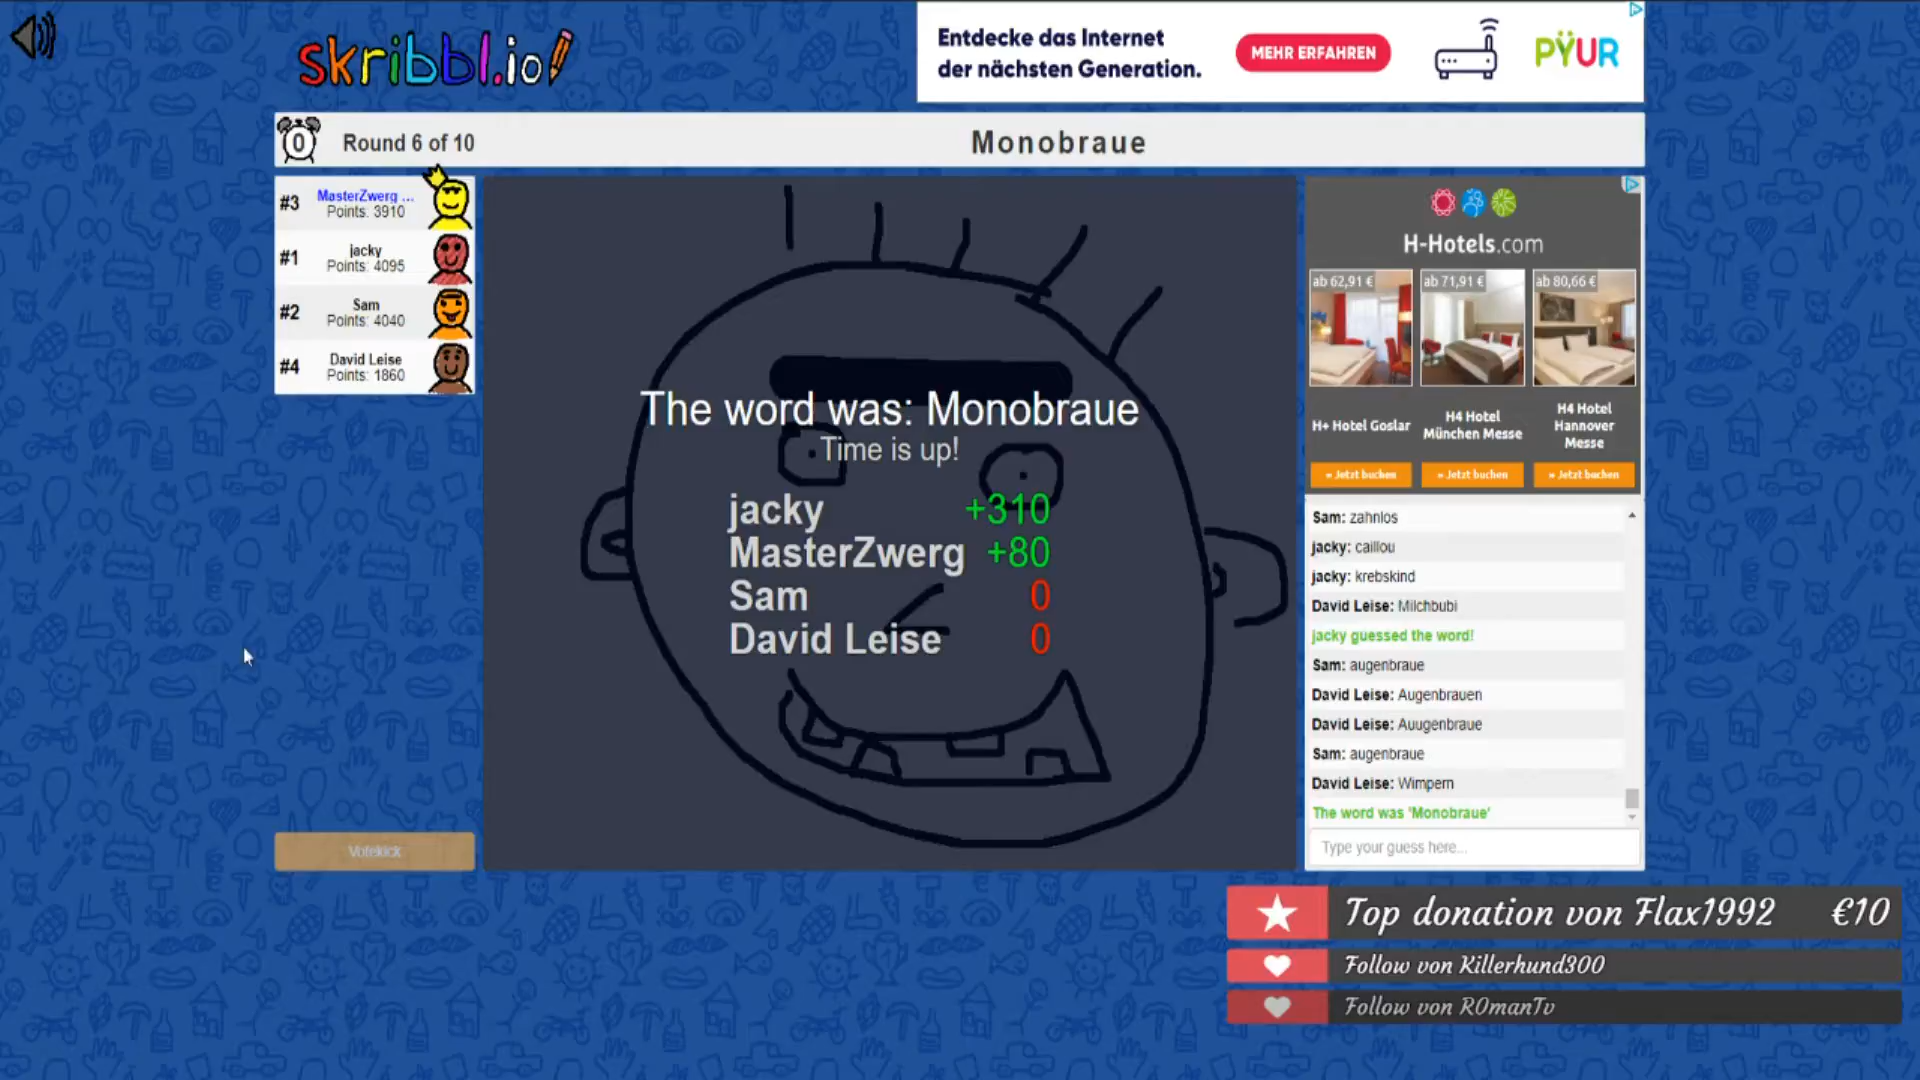 skribbl.io
Entdecke das Internet
der nächsten Generation.
MEHR ERFAHREN
PŸUR
0
Round 6 of 10
Monobraue
#3
MasterZwerg ...
Points: 3910
#1
jacky
Points: 4095
#2
Sam
Points: 4040
#4
David Leise
Points: 1860
Votekick
The word was: Monobraue
Time is up!
jacky +310
MasterZwerg +80
Sam 0
David Leise 0
H-Hotels.com
ab 62,91 €
ab 71,91 €
ab 80,66 €
H+ Hotel Goslar
H4 Hotel
München Messe
H4 Hotel
Hannover
Messe
» Jetzt buchen
» Jetzt buchen
» Jetzt buchen
Sam: zahnlos
jacky: caillou
jacky: krebskind
David Leise: Milchbubi
jacky guessed the word!
Sam: augenbraue
David Leise: Augenbrauen
David Leise: Auugenbraue
Sam: augenbraue
David Leise: Wimpern
The word was 'Monobraue'
Type your guess here...
Top donation von Flax1992 €10
Follow von Killerhund300
Follow von R0manTv